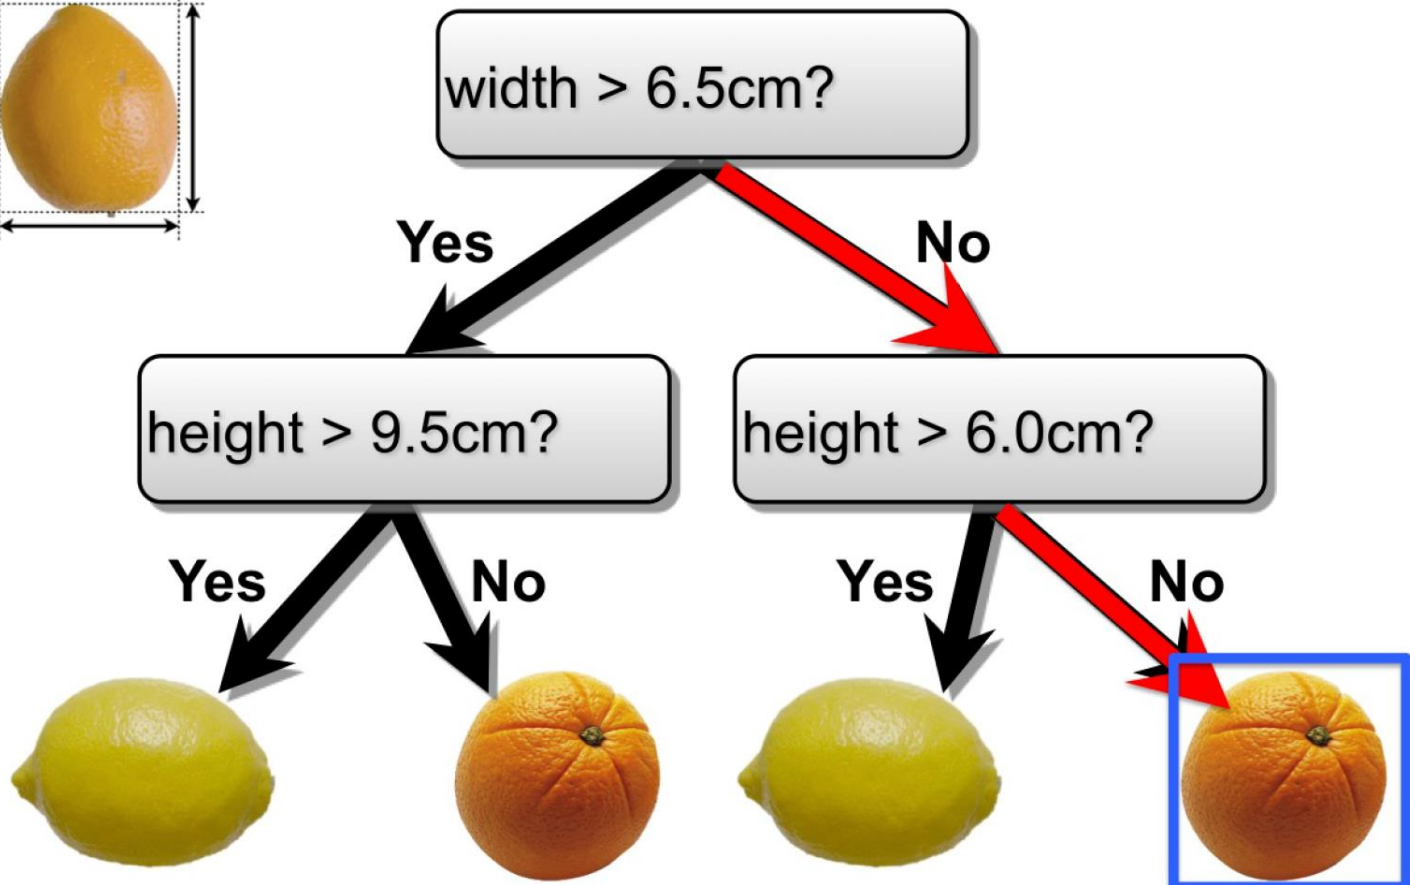 width > 6.5cm?
Yes
No
height > 9.5cm?
height > 6.0cm?
Yes
No
Yes
No